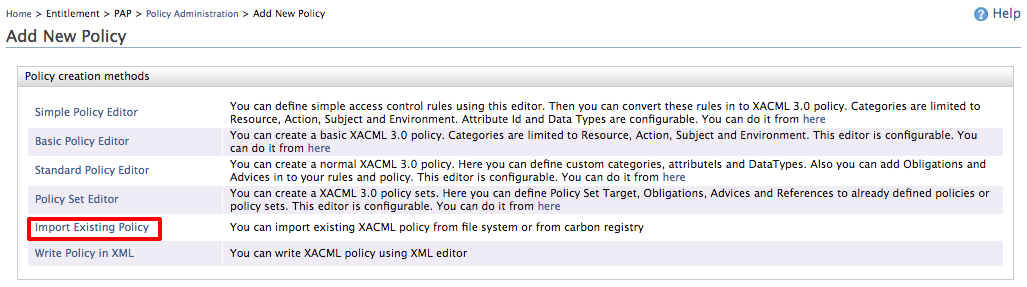 Home > Entitlement > PAP > Policy Administration > Add New Policy
? Help
Add New Policy
Policy creation methods
Simple Policy Editor
You can define simple access control rules using this editor. Then you can convert these rules in to XACML 3.0 policy. Categories are limited to
Resource, Action, Subject and Environment. Attribute Id and Data Types are configurable. You can do it from here
Basic Policy Editor
You can create a basic XACML 3.0 policy. Categories are limited to Resource, Action, Subject and Environment. This editor is configurable. You
can do it from here
Standard Policy Editor
You can create a normal XACML 3.0 policy. Here you can define custom categories, attributeIs and DataTypes. Also you can add Obligations and
Advices in to your rules and policy. This editor is configurable. You can do it from here
Policy Set Editor
You can create a XACML 3.0 policy sets. Here you can define Policy Set Target, Obligations, Advices and References to already defined policies or
policy sets. This editor is configurable. You can do it from here
Import Existing Policy
You can import existing XACML policy from file system or from carbon registry
Write Policy in XML
You can write XACML policy using XML editor